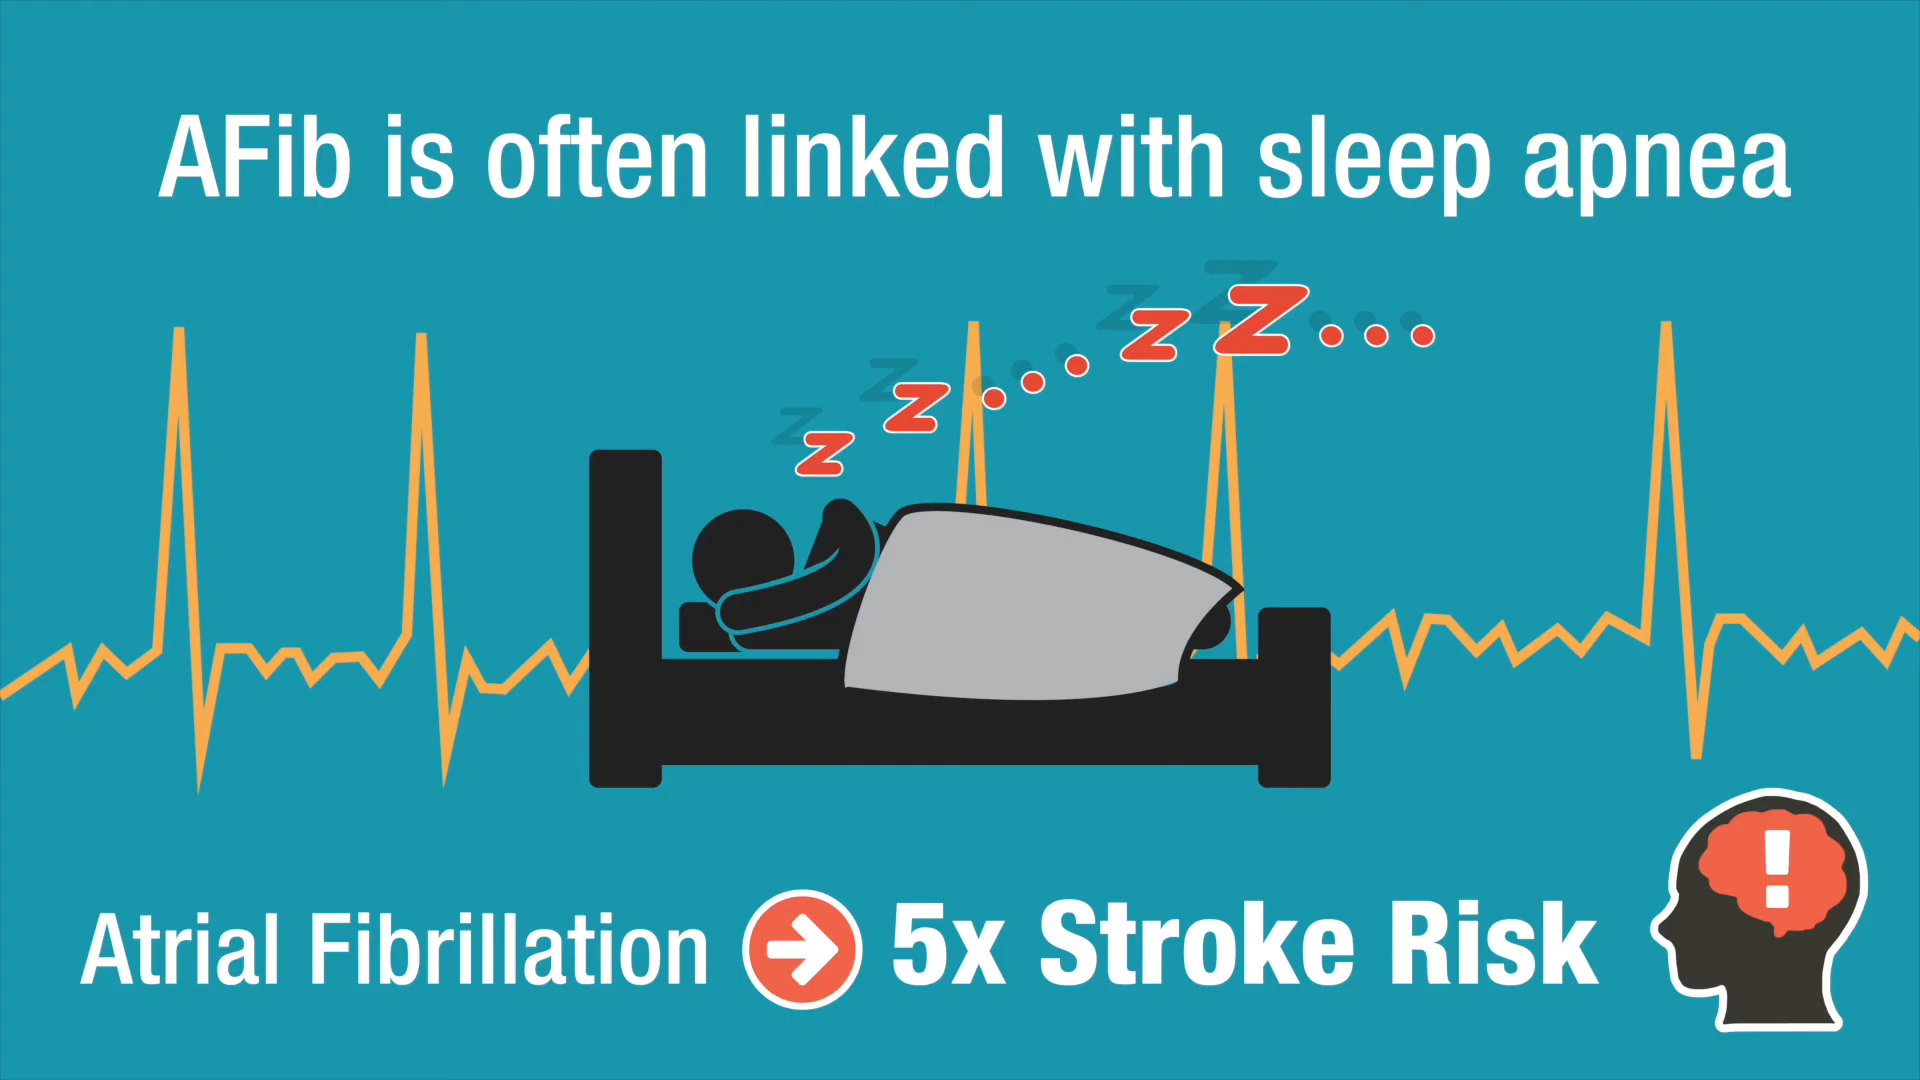 AFib is often linked with sleep apnea
z z... z z...
Atrial Fibrillation 5x Stroke Risk
!